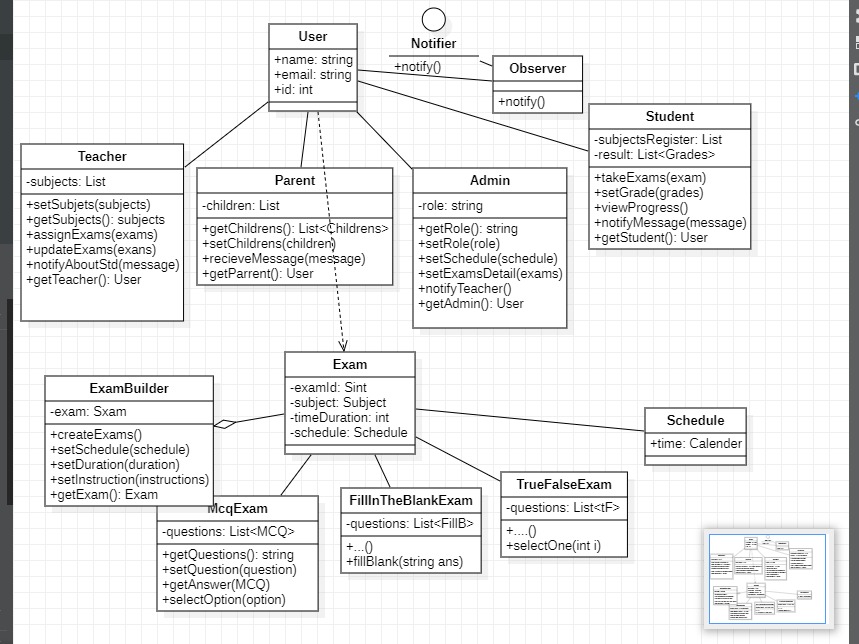 User
+name: string
+email: string
+id: int
Notifier
+notify()
Observer
+notify()
Student
-subjectsRegister: List
-result: List<Grades>
+takeExams(exam)
+setGrade(grades)
+viewProgress()
+notifyMessage(message)
+getStudent(): User
Teacher
-subjects: List
+setSubjets(subjects)
+getSubjects(): subjects
+assignExams(exams)
+updateExams(exans)
+notifyAboutStd(message)
+getTeacher(): User
Parent
-children: List
+getChildrens(): List<Childrens>
+setChildrens(children)
+recieveMessage(message)
+getParrent(): User
Admin
-role: string
+getRole(): string
+setRole(role)
+setSchedule(schedule)
+setExamsDetail(exams)
+notifyTeacher()
+getAdmin(): User
Exam
-examId: Sint
-subject: Subject
-timeDuration: int
-schedule: Schedule
ExamBuilder
-exam: Sxam
+createExams()
+setSchedule(schedule)
+setDuration(duration)
+setInstruction(instructions)
+getExam(): Exam
Schedule
+time: Calender
McqExam
-questions: List<MCQ>
+getQuestions(): string
+setQuestion(question)
+getAnswer(MCQ)
+selectOption(option)
FillInTheBlankExam
-questions: List<FillB>
+...()
+fillBlank(string ans)
TrueFalseExam
-questions: List<tF>
+....()
+selectOne(int i)